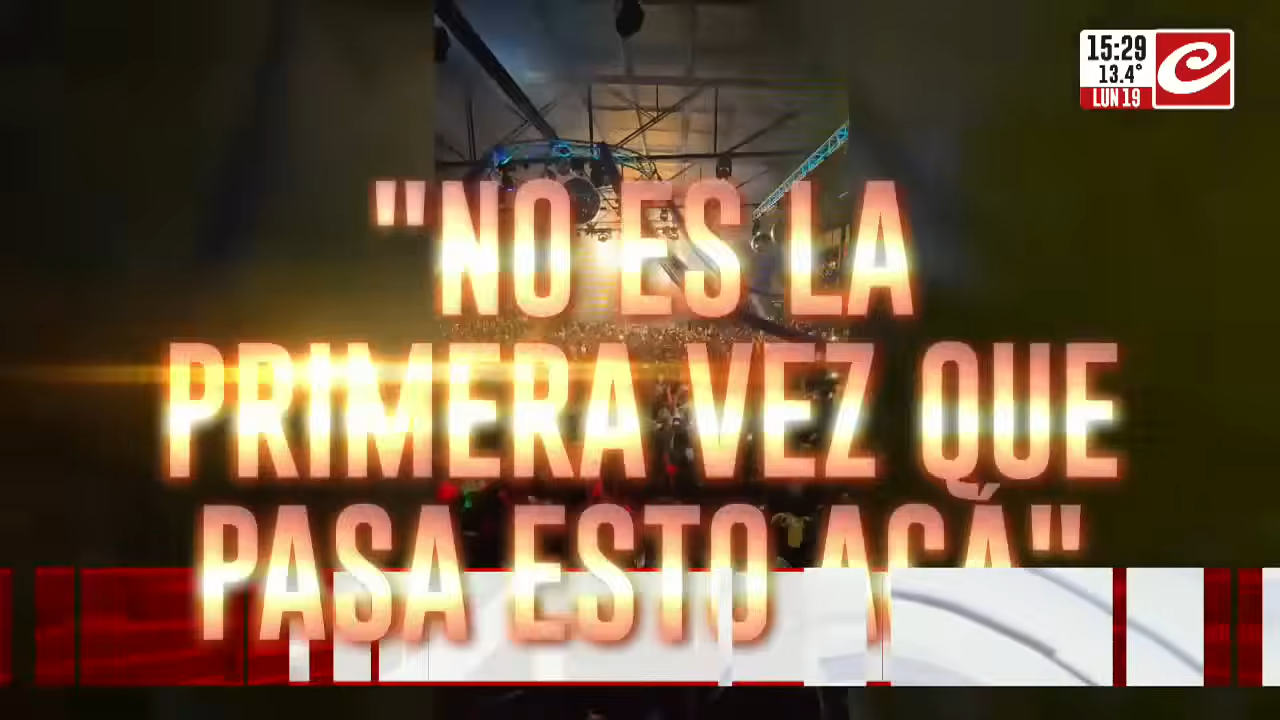 15:29
13.4°
LUN 19
"NO ES LA
PRIMERA VEZ QUE
PASA ESTO ACÁ"